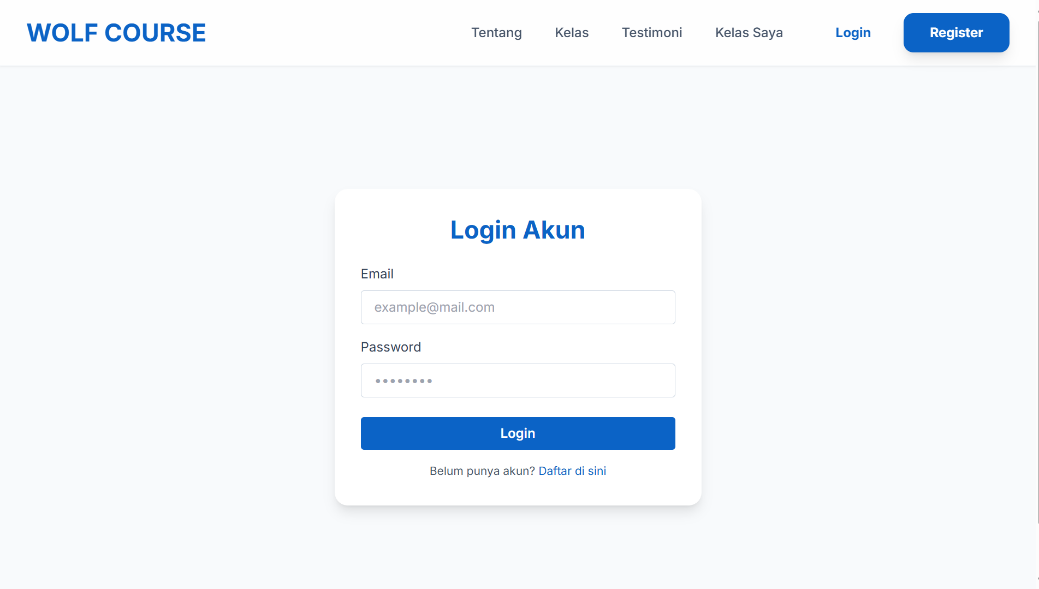 WOLF COURSE
Tentang Kelas Testimoni Kelas Saya Login Register
Login Akun
Email
example@mail.com
Password
••••••••
Login
Belum punya akun? Daftar di sini